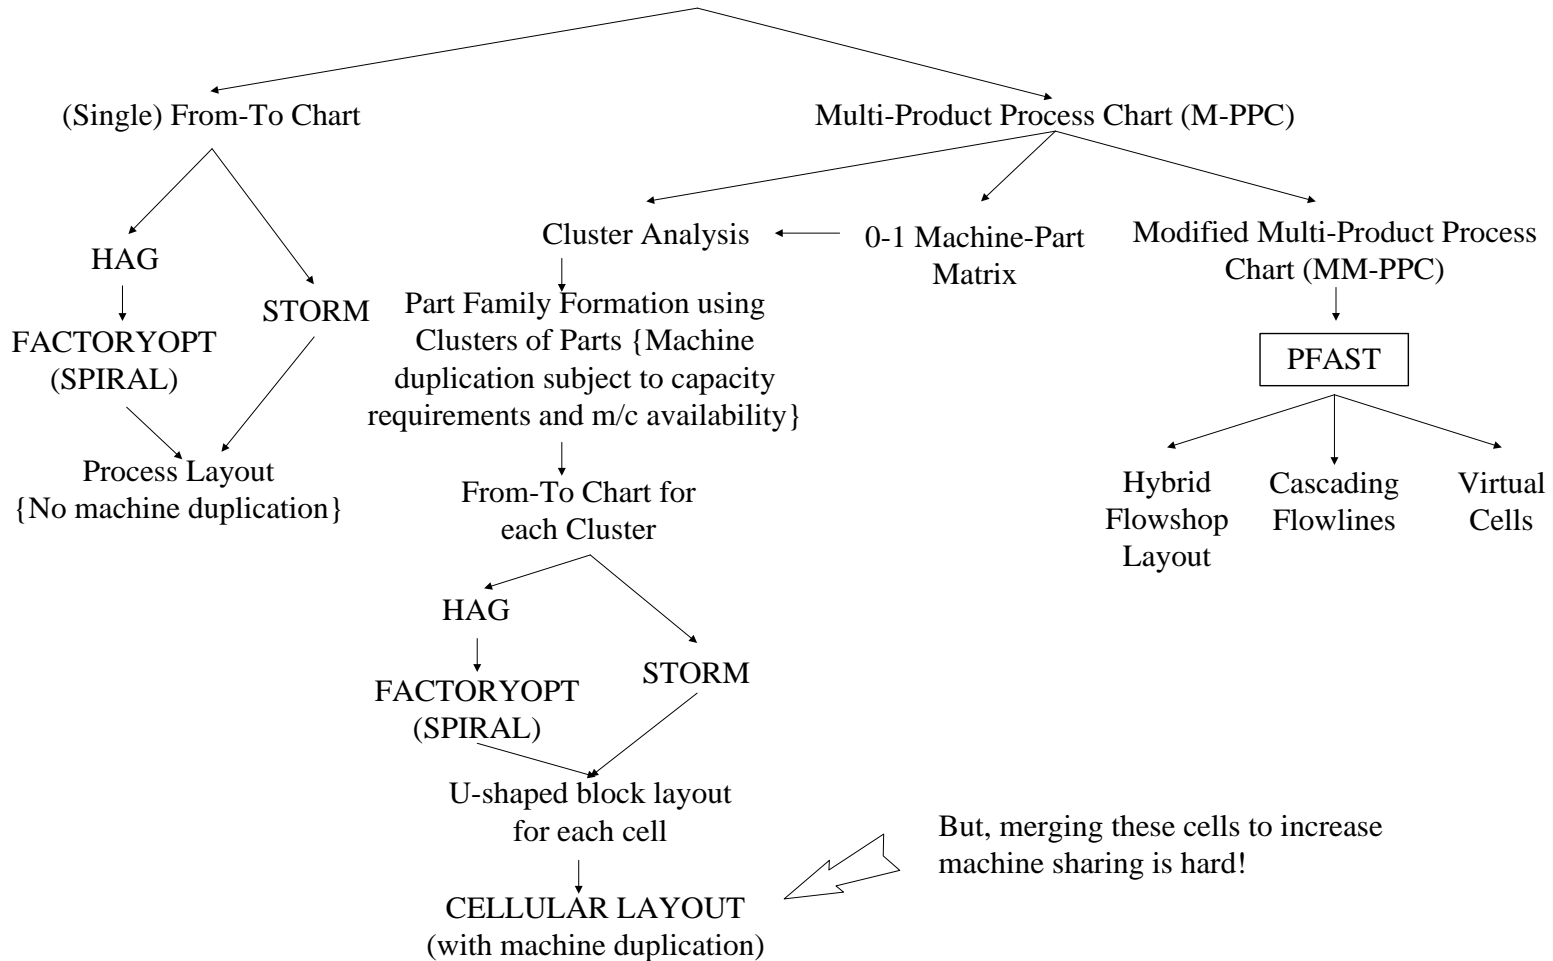 (Single) From-To Chart
Multi-Product Process Chart (M-PPC)
HAG
STORM
FACTORYOPT
(SPIRAL)
Process Layout
{No machine duplication}
Cluster Analysis
0-1 Machine-Part
Matrix
Modified Multi-Product Process
Chart (MM-PPC)
Part Family Formation using
Clusters of Parts {Machine
duplication subject to capacity
requirements and m/c availability}
PFAST
From-To Chart for
each Cluster
Hybrid
Flowshop
Layout
Cascading
Flowlines
Virtual
Cells
HAG
STORM
FACTORYOPT
(SPIRAL)
U-shaped block layout
for each cell
But, merging these cells to increase
machine sharing is hard!
CELLULAR LAYOUT
(with machine duplication)